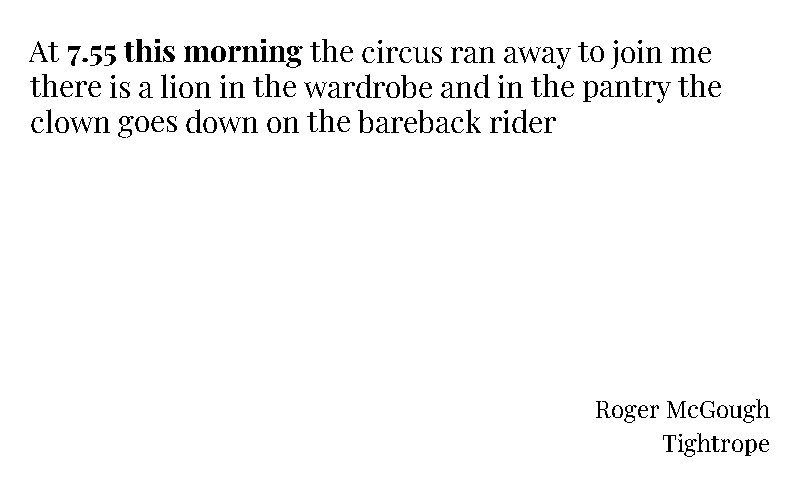 At 7.55 this morning the circus ran away to join me
there is a lion in the wardrobe and in the pantry the
clown goes down on the bareback rider
Roger McGough
Tightrope